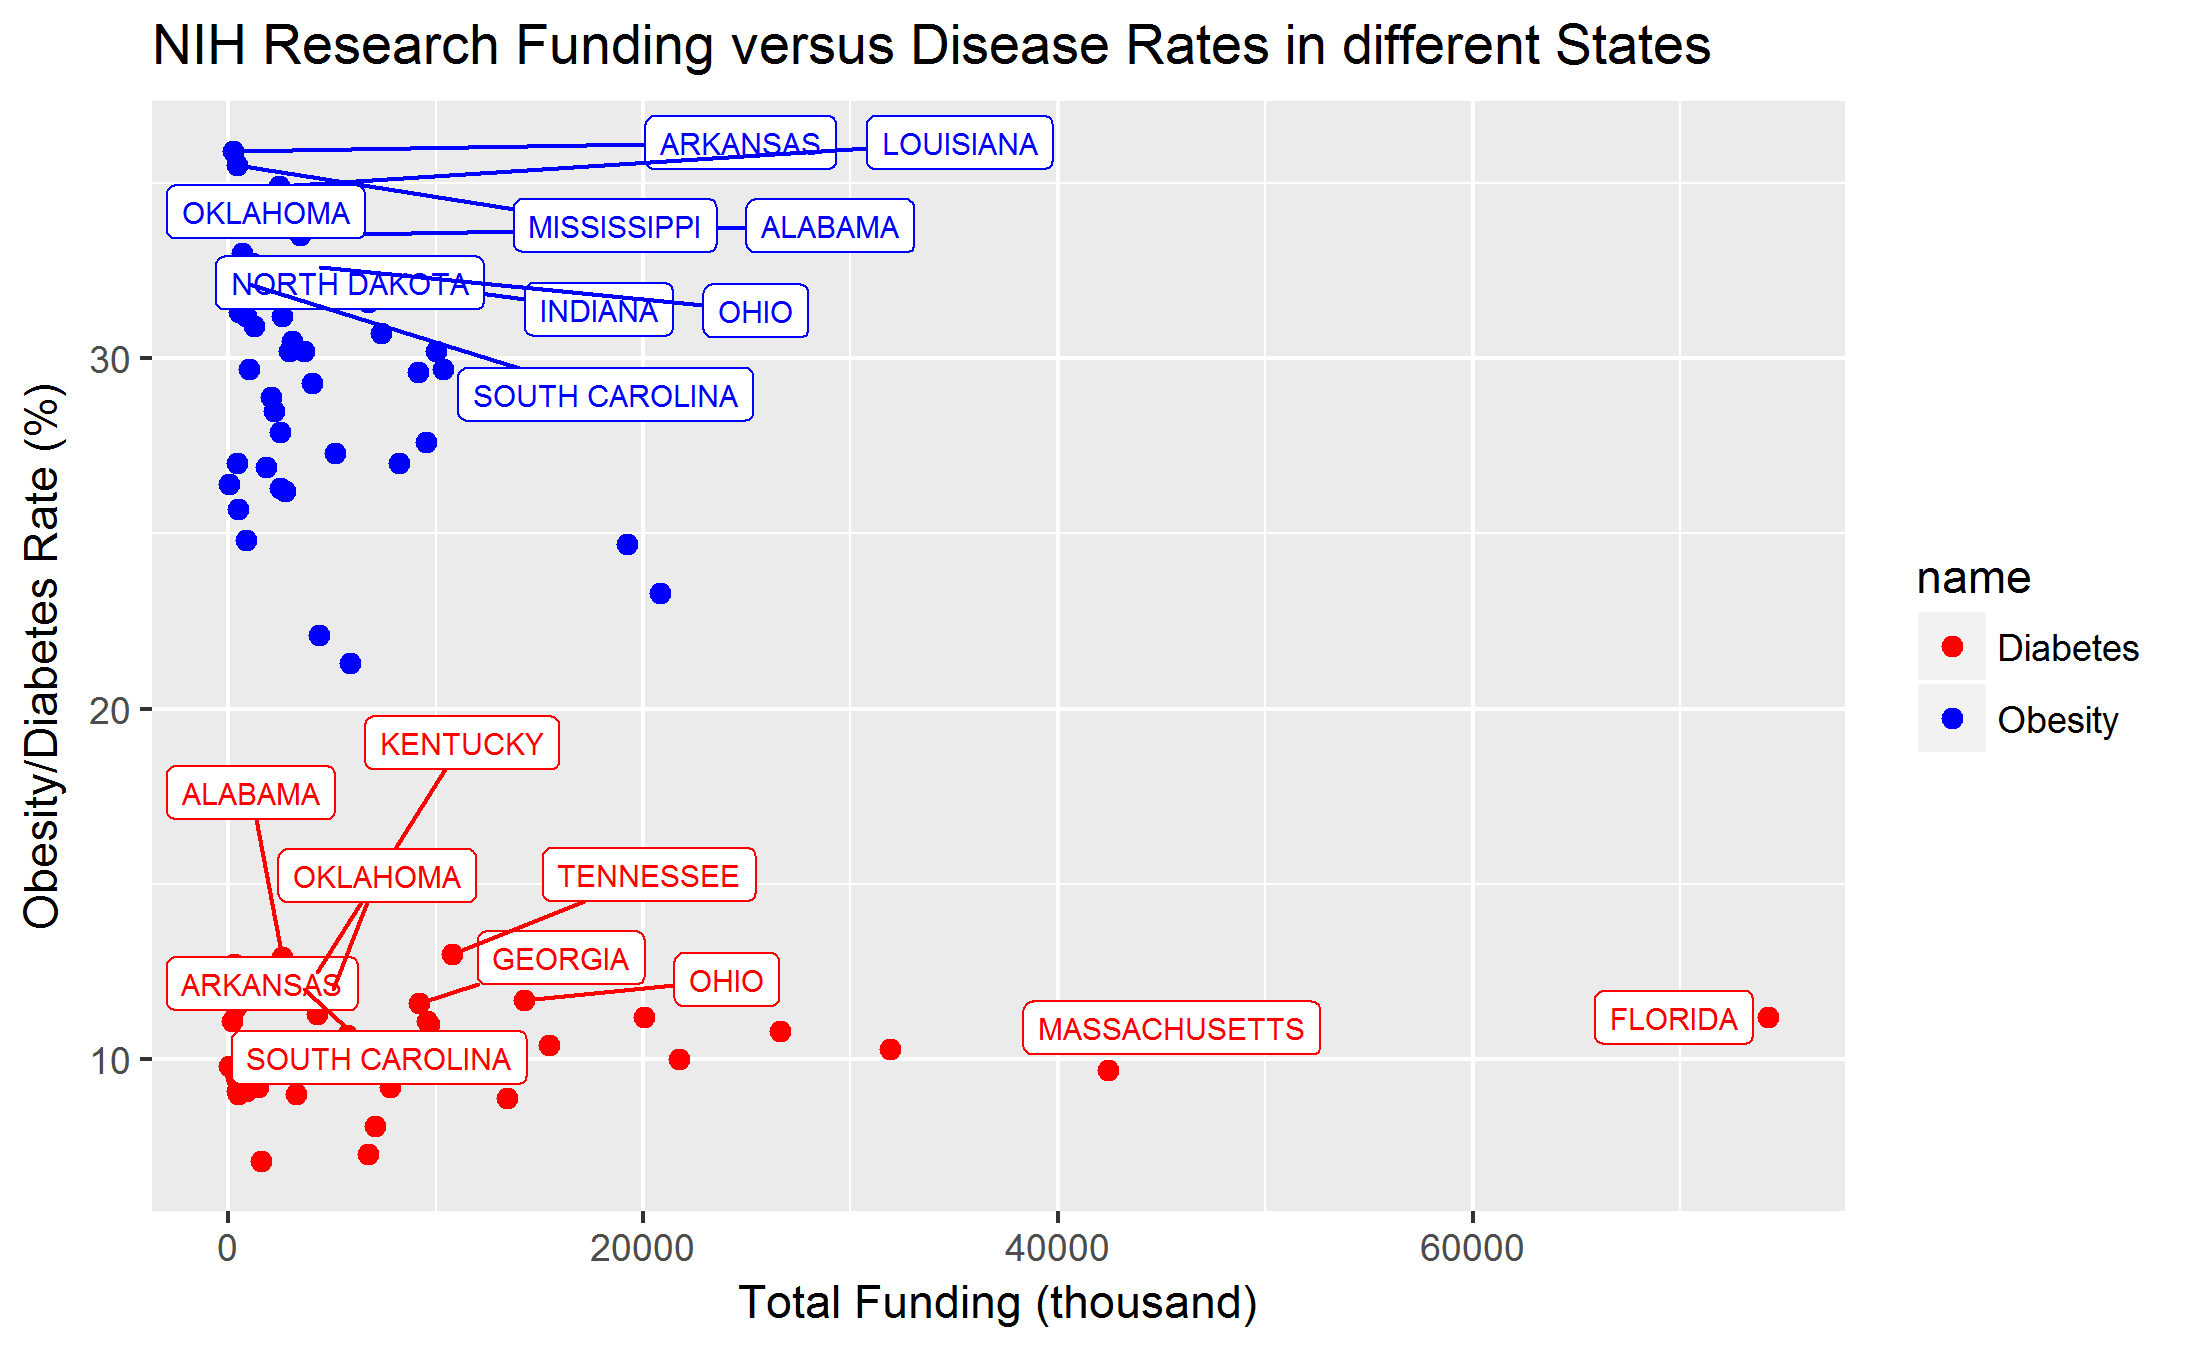 NIH Research Funding versus Disease Rates in different States
ARKANSAS
LOUISIANA
OKLAHOMA
MISSISSIPPI
ALABAMA
NORTH DAKOTA
INDIANA
OHIO
SOUTH CAROLINA
KENTUCKY
ALABAMA
OKLAHOMA
TENNESSEE
GEORGIA
ARKANSAS
OHIO
MASSACHUSETTS
FLORIDA
SOUTH CAROLINA
30
20
10
Obesity/Diabetes Rate (%)
0
20000
40000
60000
Total Funding (thousand)
name
Diabetes
Obesity